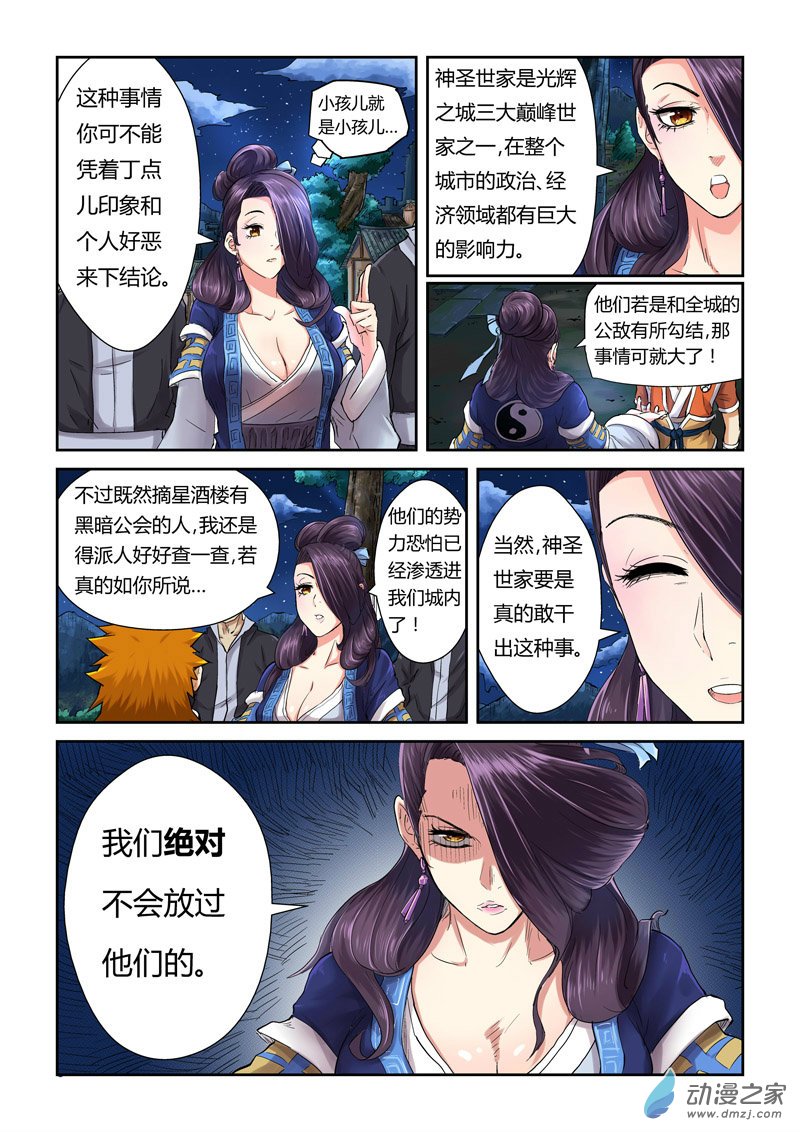 这种事情
你可不能
凭着丁点
儿印象和
个人好恶
来下结论。
小孩儿就
是小孩儿...
神圣世家是光辉
之城三大巅峰世
家之一，在整个
城市的政治、经
济领域都有巨大
的影响力。
他们若是和全城的
公敌有所勾结，那
事情可就大了！
不过既然摘星酒楼有
黑暗公会的人，我还是
得派人好好查一查，若
真的如你所说...
他们的势
力恐怕已
经渗透进
我们城内
了！
当然，神圣
世家要是
真的敢干
出这种事。
我们绝对
不会放过
他们的。
动漫之家
www.dmzj.com